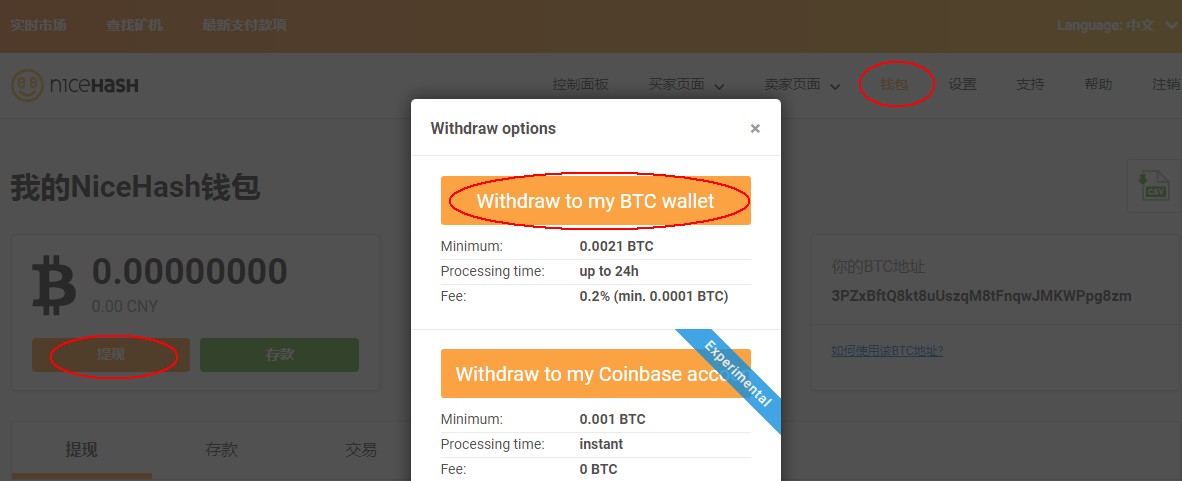 实时市场 查找矿机 最新支付款项 Language: 中文
nıceHASH 控制面板 买家页面 卖家页面 钱包 设置 支持 帮助 注销
我的NiceHash钱包
CSV
0.00000000
0.00 CNY
提现 存款
提现 存款 交易
Withdraw options ×
Withdraw to my BTC wallet
Minimum: 0.0021 BTC
Processing time: up to 24h
Fee: 0.2% (min. 0.0001 BTC)
Experimental
Withdraw to my Coinbase acco
Minimum: 0.001 BTC
Processing time: instant
Fee: 0 BTC
你的BTC地址
3PZxBftQ8kt8uUszqM8tFnqwJMKWPpg8zm
如何使用该BTC地址?